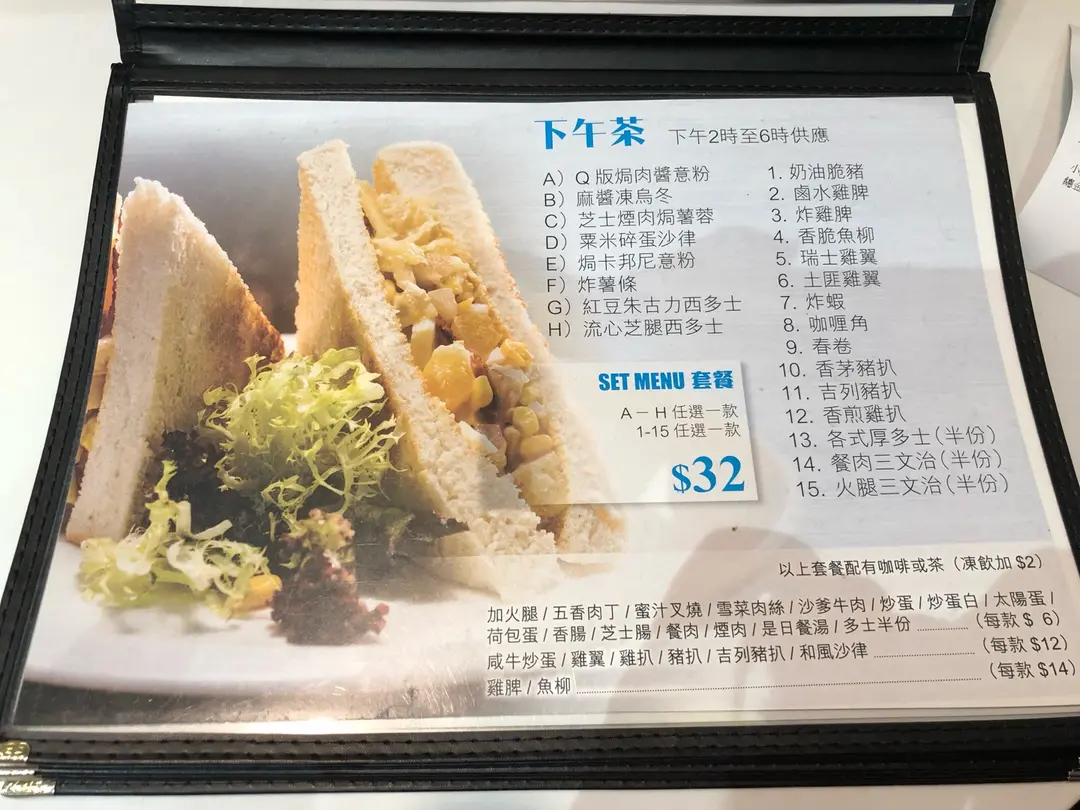 下午茶 下午2時至6時供應
A) Q 版焗肉醬意粉
B) 麻醬凍烏冬
C) 芝士煙肉焗薯蓉
D) 粟米碎蛋沙律
E) 焗卡邦尼意粉
F) 炸薯條
G) 紅豆朱古力西多士
H) 流心芝腿西多士
1. 奶油脆豬
2. 鹵水雞脾
3. 炸雞脾
4. 香脆魚柳
5. 瑞士雞翼
6. 土匪雞翼
7. 炸蝦
8. 咖喱角
9. 春卷
10. 香茅豬扒
11. 吉列豬扒
12. 香煎雞扒
13. 各式厚多士(半份)
14. 餐肉三文治(半份)
15. 火腿三文治(半份)
SET MENU 套餐
A – H 任選一款
1-15 任選一款
$32
以上套餐配有咖啡或茶 (凍飲加 $2)
加火腿 / 五香肉丁 / 蜜汁叉燒 / 雪菜肉絲 / 沙爹牛肉 / 炒蛋 / 炒蛋白 / 太陽蛋 /
荷包蛋 / 香腸 / 芝士腸 / 餐肉 / 煙肉 / 是日餐湯 / 多士半份 ........... (每款 $ 6)
咸牛炒蛋 / 雞翼 / 雞扒 / 豬扒 / 吉列豬扒 / 和風沙律 ........... (每款 $12)
雞脾 / 魚柳 ........... (每款 $14)